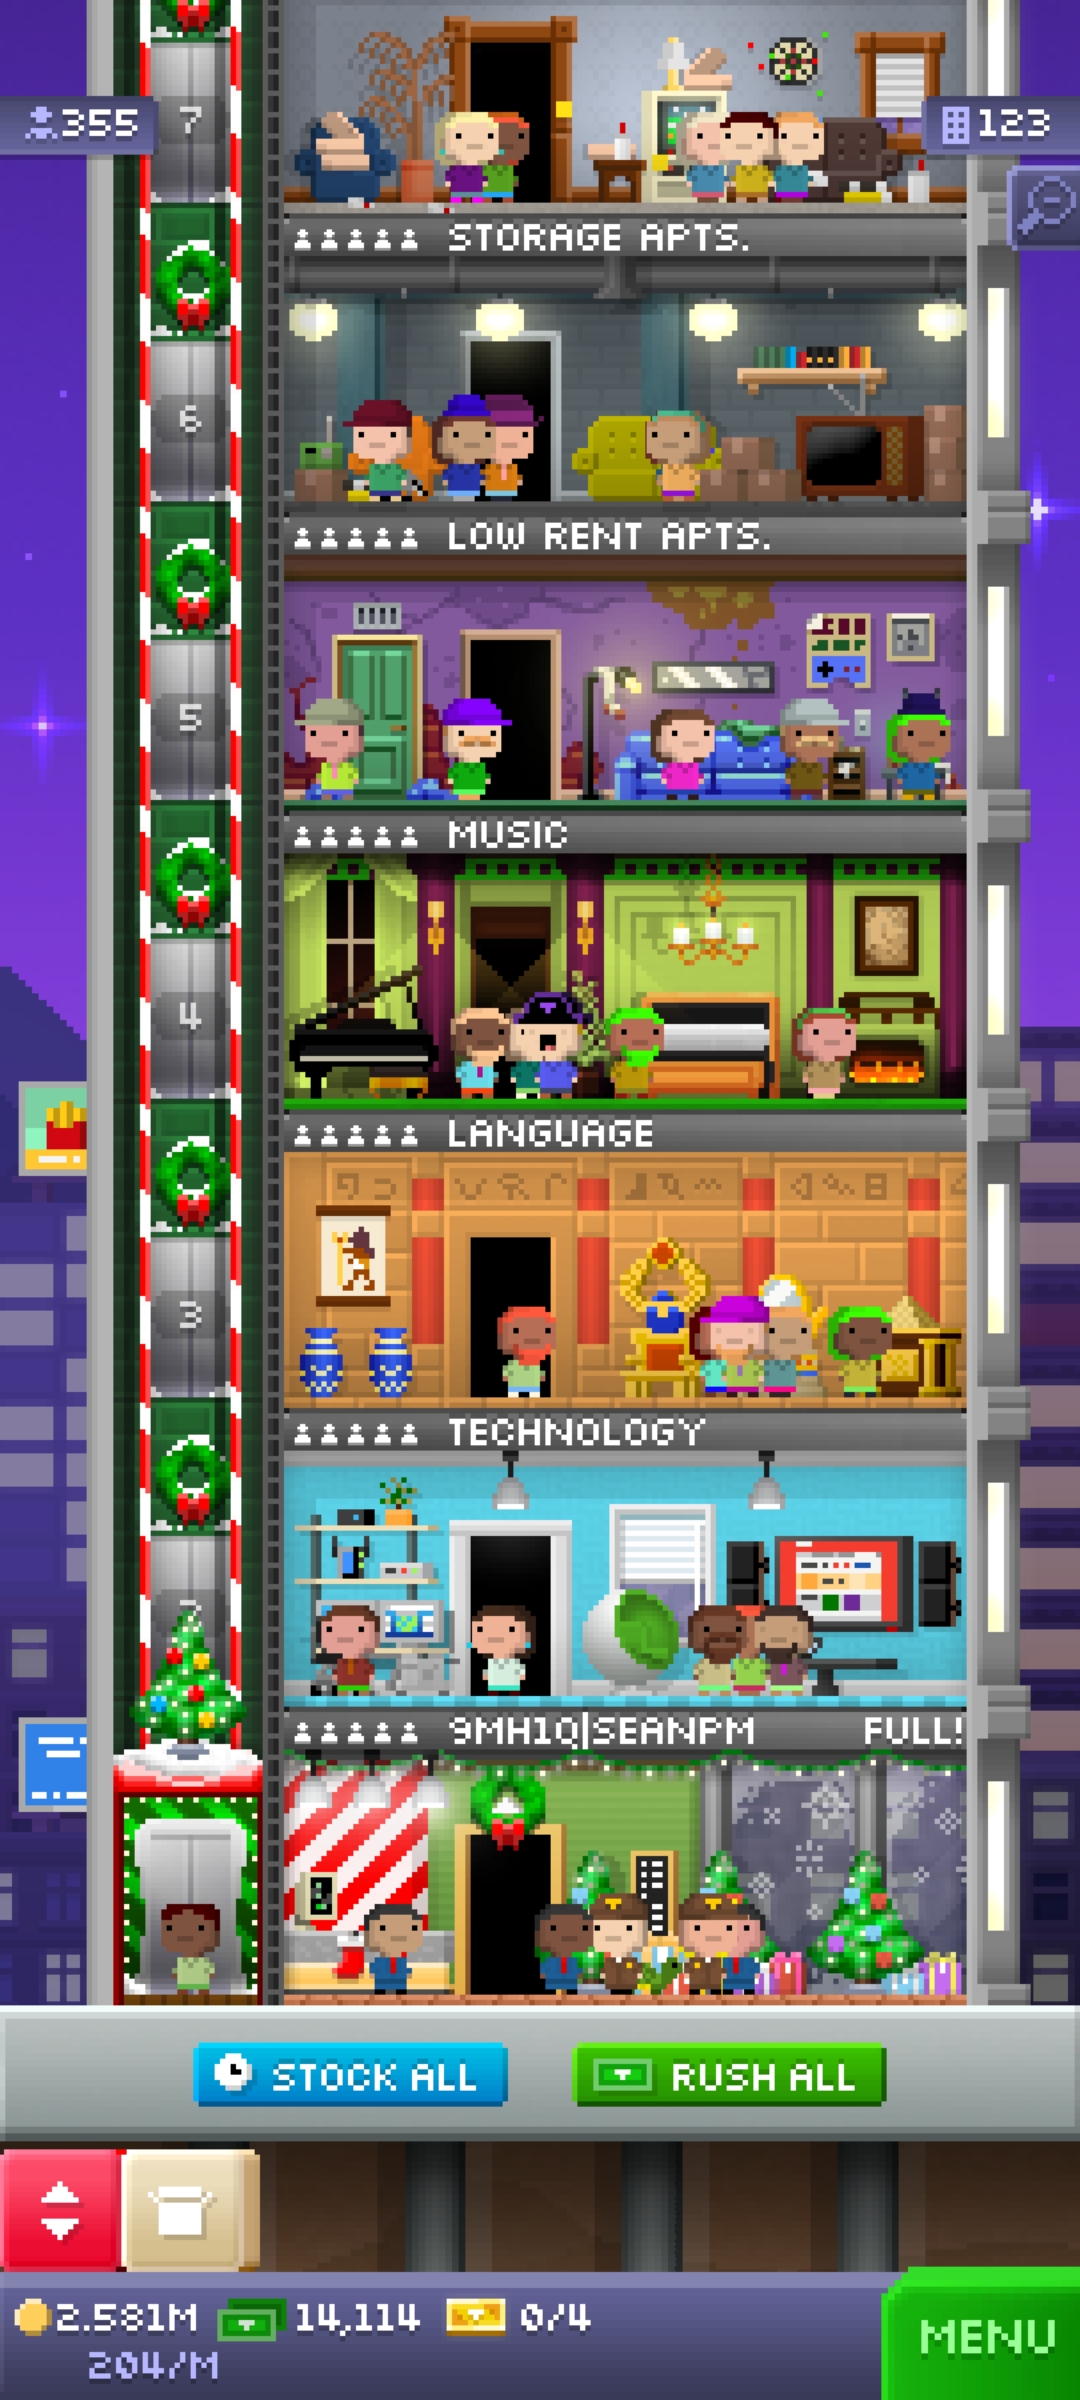 7
355
123
STORAGE APTS.
6
LOW RENT APTS.
5
MUSIC
4
LANGUAGE
3
TECHNOLOGY
9MH1Q|SEANPM FULL!
STOCK ALL
RUSH ALL
2.581M 14,114 0/4
204/M
MENU